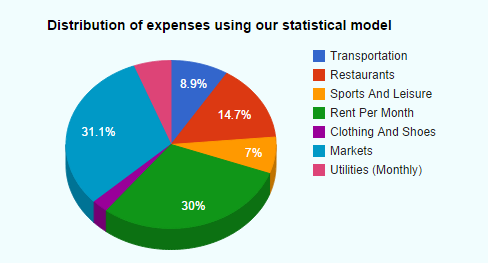 Distribution of expenses using our statistical model
Transportation
Restaurants
Sports And Leisure
Rent Per Month
Clothing And Shoes
Markets
Utilities (Monthly)
8.9%
14.7%
7%
30%
31.1%